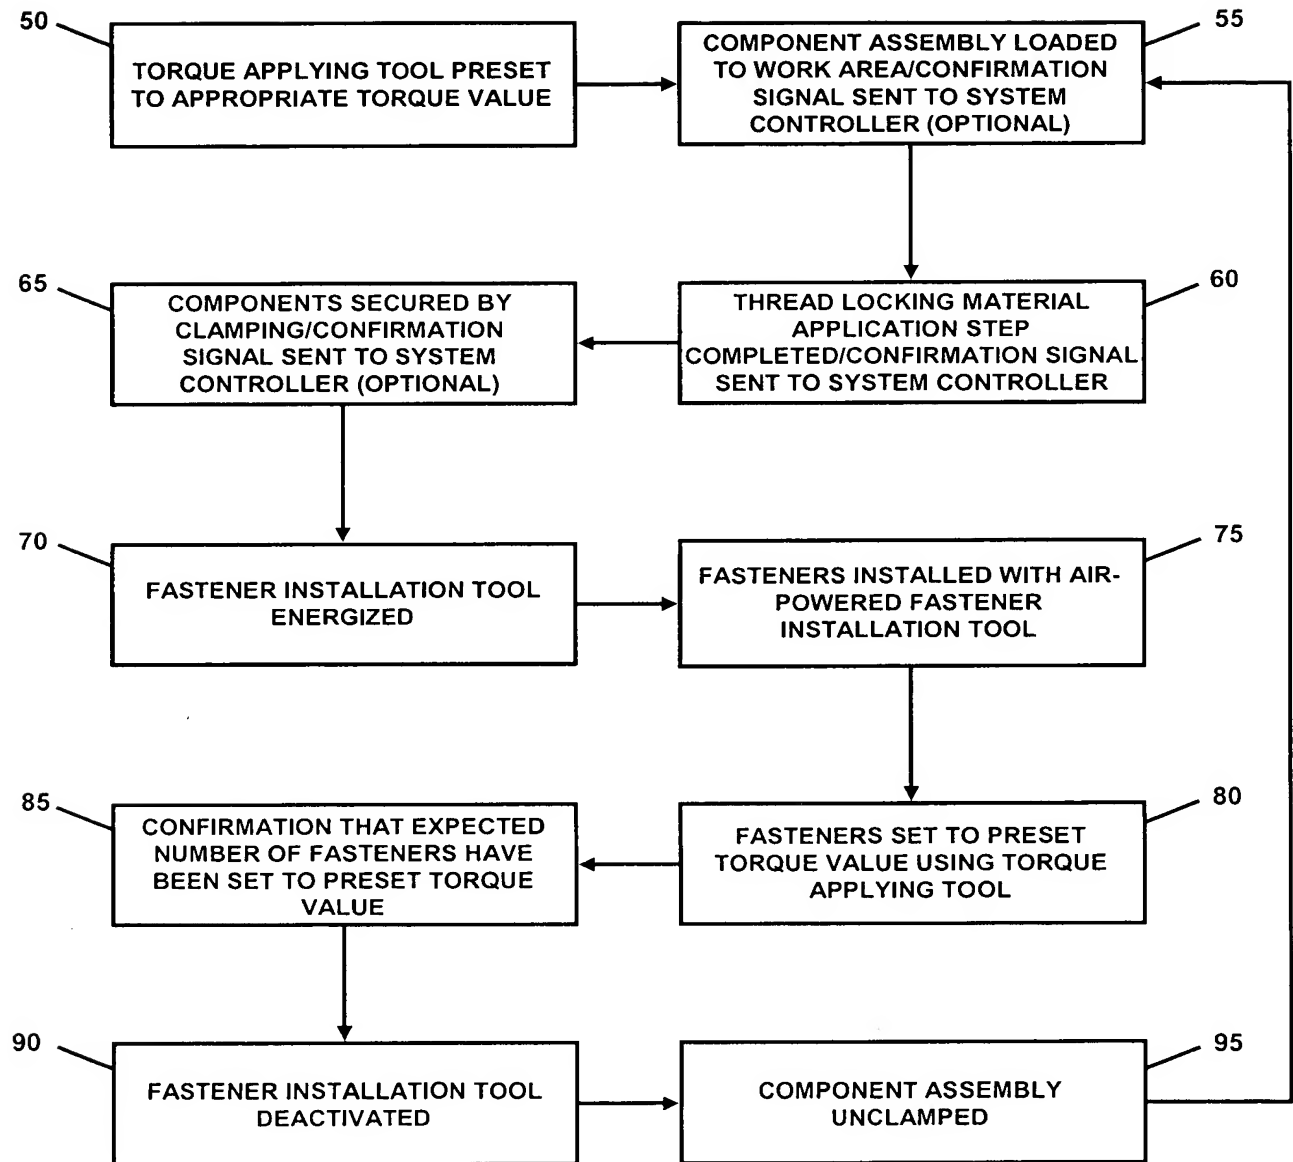 50
TORQUE APPLYING TOOL PRESET
TO APPROPRIATE TORQUE VALUE
55
COMPONENT ASSEMBLY LOADED
TO WORK AREA/CONFIRMATION
SIGNAL SENT TO SYSTEM
CONTROLLER (OPTIONAL)
60
THREAD LOCKING MATERIAL
APPLICATION STEP
COMPLETED/CONFIRMATION SIGNAL
SENT TO SYSTEM CONTROLLER
65
COMPONENTS SECURED BY
CLAMPING/CONFIRMATION
SIGNAL SENT TO SYSTEM
CONTROLLER (OPTIONAL)
70
FASTENER INSTALLATION TOOL
ENERGIZED
75
FASTENERS INSTALLED WITH AIR-
POWERED FASTENER
INSTALLATION TOOL
80
FASTENERS SET TO PRESET
TORQUE VALUE USING TORQUE
APPLYING TOOL
85
CONFIRMATION THAT EXPECTED
NUMBER OF FASTENERS HAVE
BEEN SET TO PRESET TORQUE
VALUE
90
FASTENER INSTALLATION TOOL
DEACTIVATED
95
COMPONENT ASSEMBLY
UNCLAMPED